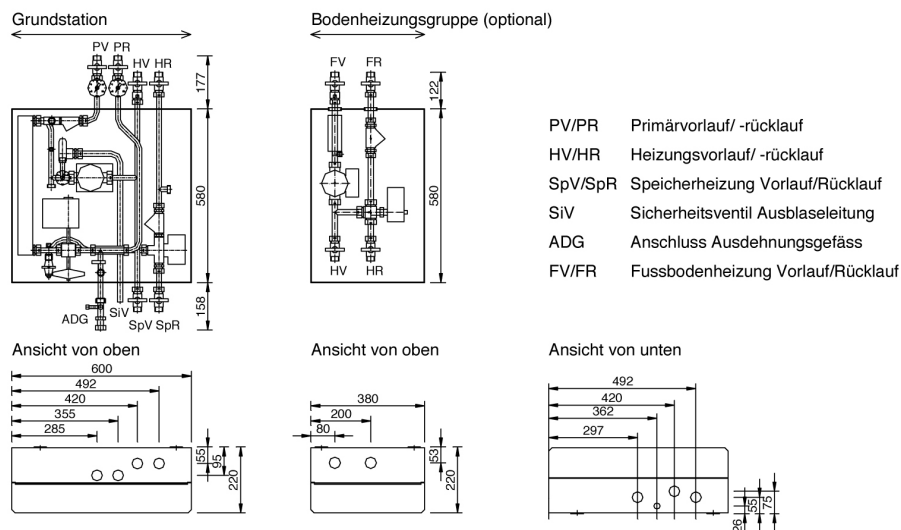 Grundstation
Bodenheizungsgruppe (optional)
PV PR
HV HR
177
580
158
ADG
SiV
SpV SpR
FV FR
122
580
HV HR
PV/PR Primärvorlauf/ -rücklauf
HV/HR Heizungsvorlauf/ -rücklauf
SpV/SpR Speicherheizung Vorlauf/Rücklauf
SiV Sicherheitsventil Ausblaseleitung
ADG Anschluss Ausdehnungsgefäss
FV/FR Fussbodenheizung Vorlauf/Rücklauf
Ansicht von oben
600
492
420
355
285
55
95
220
Ansicht von oben
380
200
80
53
220
Ansicht von unten
492
420
362
297
26
55
75